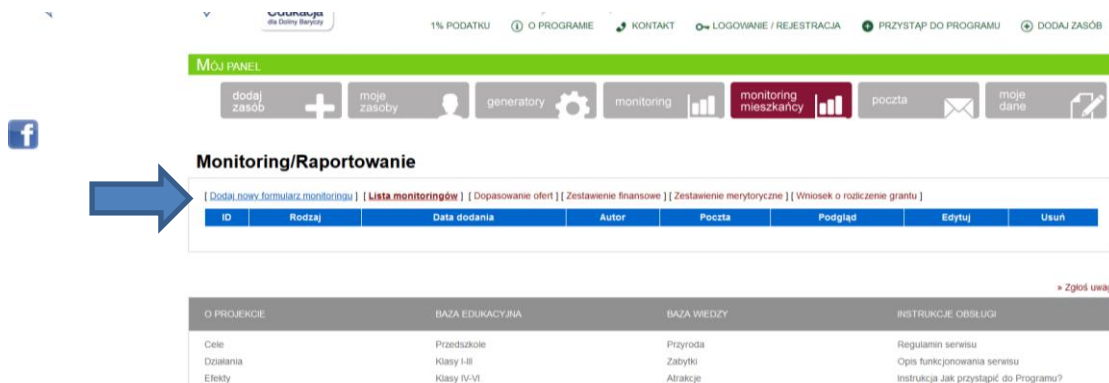 Edukacja
dla Doliny Baryczy
1% PODATKU O PROGRAMIE KONTAKT LOGOWANIE / REJESTRACJA PRZYSTĄP DO PROGRAMU DODAJ ZASÓB
MÓJ PANEL
dodaj zasób
moje zasoby
generatory
monitoring
monitoring mieszkańcy
poczta
moje dane
f
Monitoring/Raportowanie
[ Dodaj nowy formularz monitoringu ] [ Lista monitoringów ] [ Dopasowanie ofert ] [ Zestawienie finansowe ] [ Zestawienie merytoryczne ] [ Wniosek o rozliczenie grantu ]
ID Rodzaj Data dodania Autor Poczta Podgląd Edytuj Usuń
» Zgłoś uwag
O PROJEKCIE BAZA EDUKACYJNA BAZA WIEDZY INSTRUKCJE OBSŁUGI
Cele Przedszkole Przyroda Regulamin serwisu
Działania Klasy I-III Zabytki Opis funkcjonowania serwisu
Efekty Klasy IV-VI Atrakcje Instrukcja Jak przystąpić do Programu?